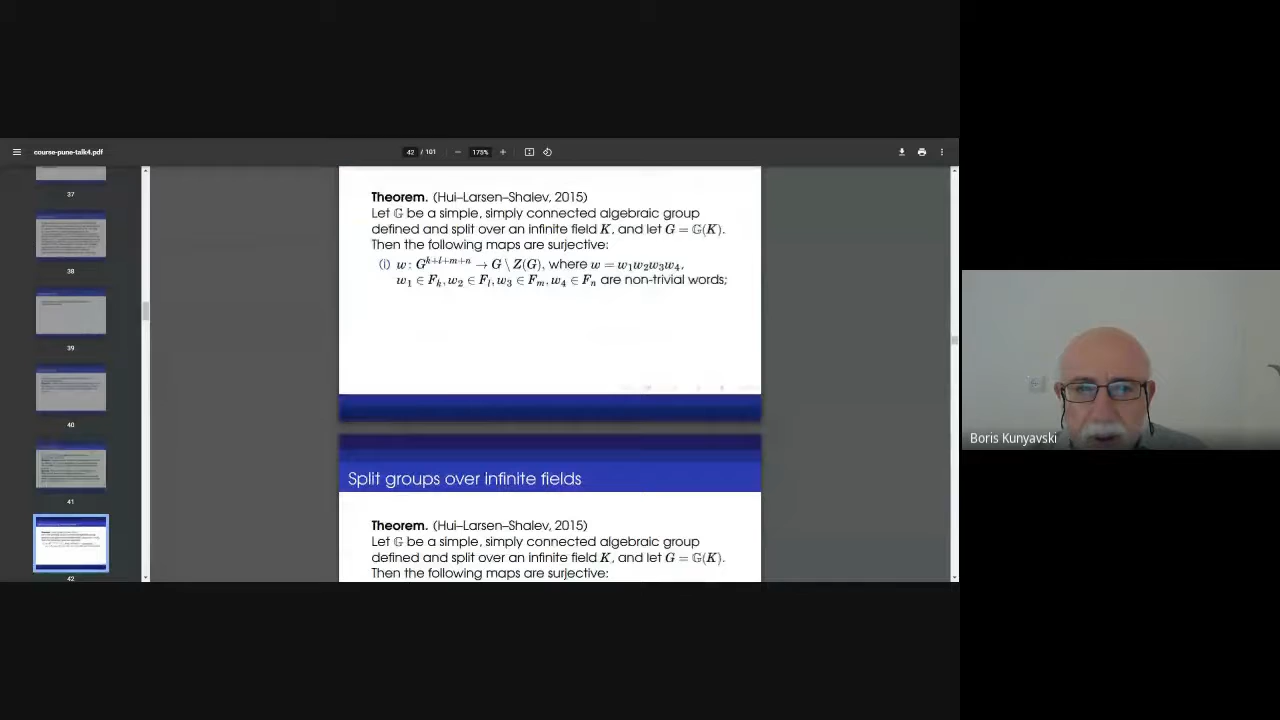 course-pune-talk4.pdf
42 / 101
175%
37
38
39
40
41
42
Theorem. (Hui–Larsen–Shalev, 2015)
Let 𝔾 be a simple, simply connected algebraic group
defined and split over an infinite field K, and let G = 𝔾(K).
Then the following maps are surjective:
(i) w : G^{k+l+m+n} → G \ Z(G), where w = w₁w₂w₃w₄,
w₁ ∈ F_k, w₂ ∈ F_l, w₃ ∈ F_m, w₄ ∈ F_n are non-trivial words;
Split groups over infinite fields
Theorem. (Hui–Larsen–Shalev, 2015)
Let 𝔾 be a simple, simply connected algebraic group
defined and split over an infinite field K, and let G = 𝔾(K).
Then the following maps are surjective:
Boris Kunyavski